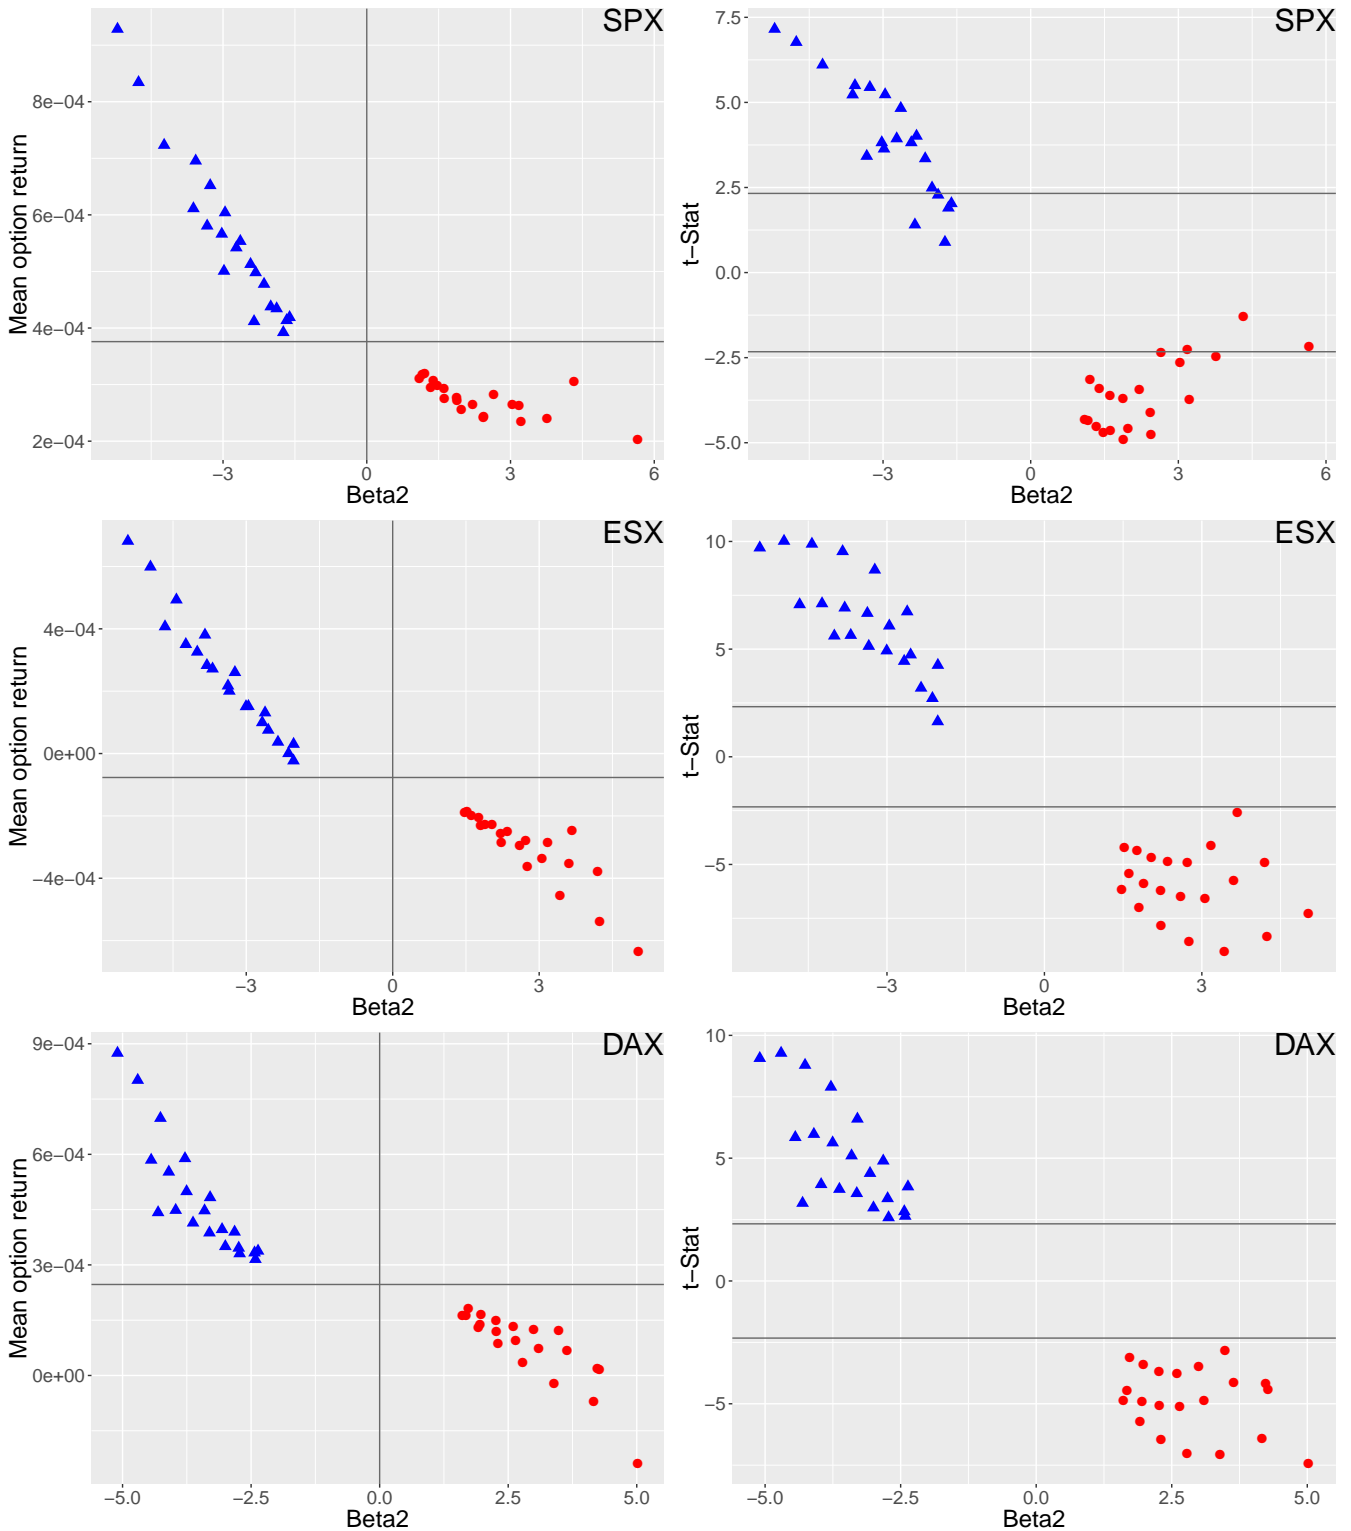 SPX
Mean option return
8e−04
6e−04
4e−04
2e−04
−3
0
3
6
Beta2
SPX
t−Stat
7.5
5.0
2.5
0.0
−2.5
−5.0
−3
0
3
6
Beta2
ESX
Mean option return
4e−04
0e+00
−4e−04
−3
0
3
Beta2
ESX
t−Stat
10
5
0
−5
−3
0
3
Beta2
DAX
Mean option return
9e−04
6e−04
3e−04
0e+00
−5.0
−2.5
0.0
2.5
5.0
Beta2
DAX
t−Stat
10
5
0
−5
−5.0
−2.5
0.0
2.5
5.0
Beta2